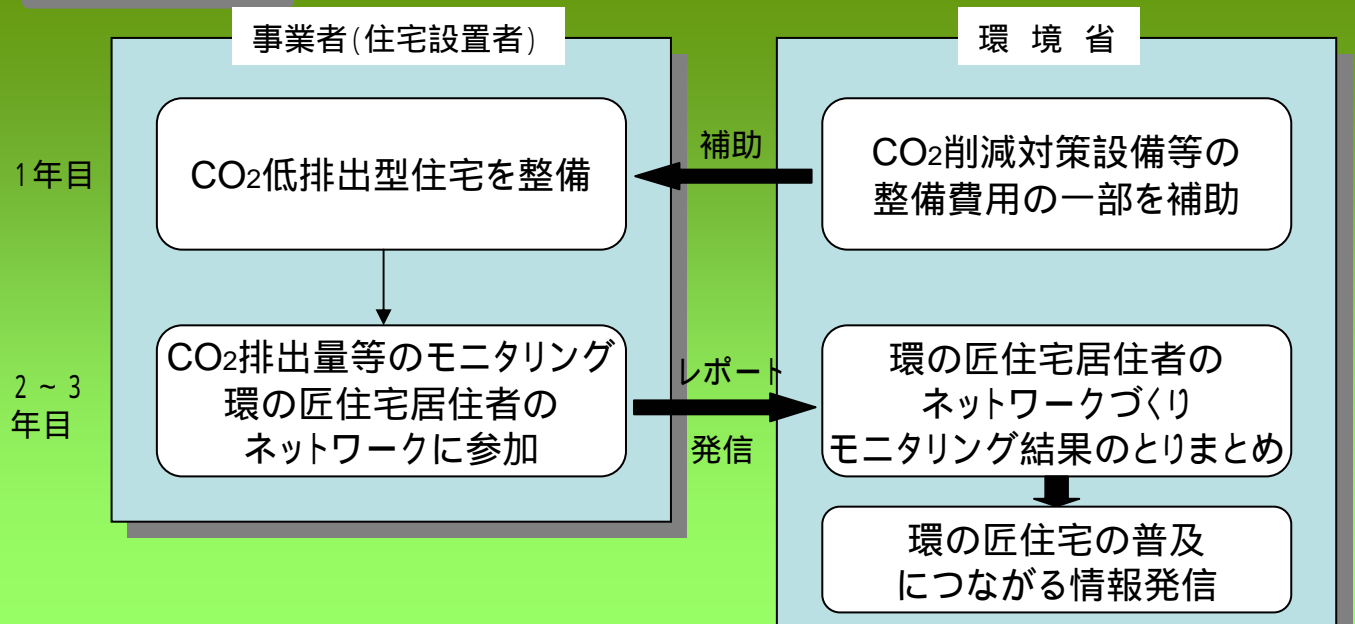 事業者(住宅設置者)
環 境 省
1年目
CO2低排出型住宅を整備
補助
CO2削減対策設備等の
整備費用の一部を補助
2~3
年目
CO2排出量等のモニタリング
環の匠住宅居住者の
ネットワークに参加
レポート
発信
環の匠住宅居住者の
ネットワークづくり
モニタリング結果のとりまとめ
環の匠住宅の普及
につながる情報発信